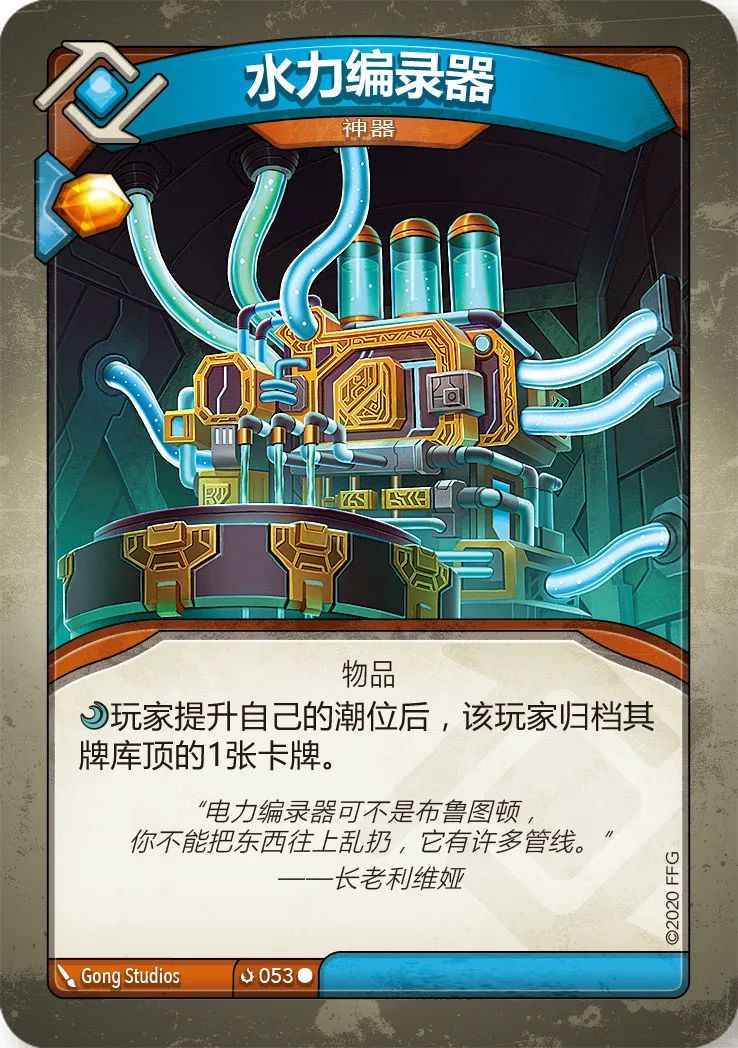 水力编录器
神器
物品
玩家提升自己的潮位后，该玩家归档其
牌库顶的1张卡牌。
“电力编录器可不是布鲁图顿，
你不能把东西往上乱扔，它有许多管线。”
——长老利维娅
©2020 FFG
Gong Studios
053